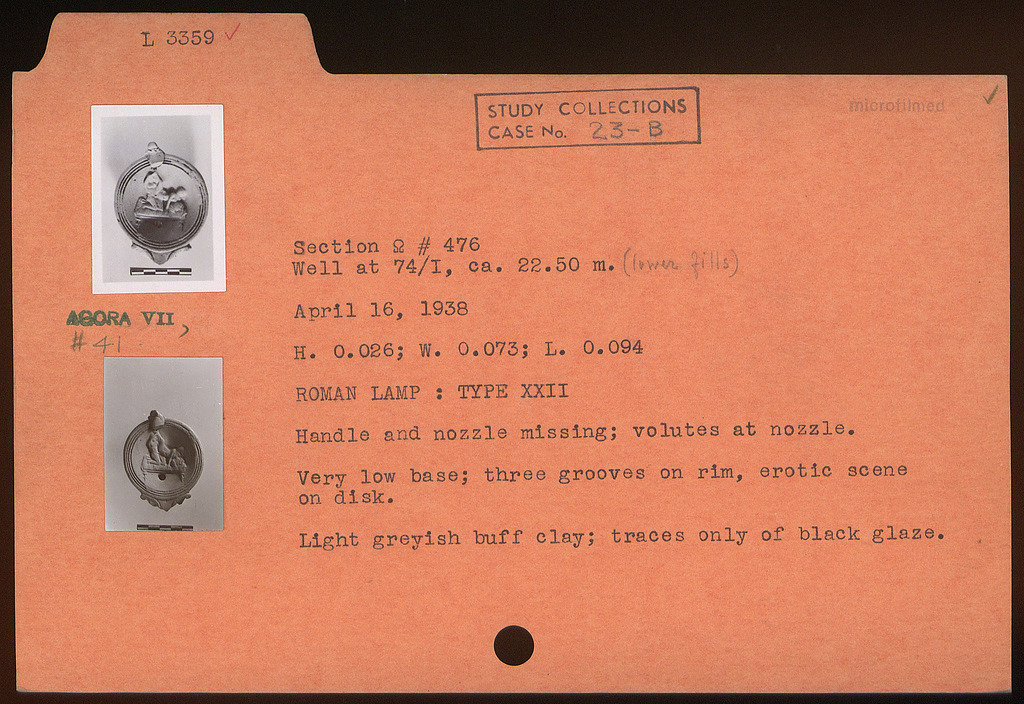 L 3359 ✓
STUDY COLLECTIONS
CASE No. 23-B
microfilmed ✓
Section Ω # 476
Well at 74/I, ca. 22.50 m. (lower fills)
AGORA VII,
# 41
April 16, 1938
H. 0.026; W. 0.073; L. 0.094
ROMAN LAMP : TYPE XXII
Handle and nozzle missing; volutes at nozzle.
Very low base; three grooves on rim, erotic scene
on disk.
Light greyish buff clay; traces only of black glaze.